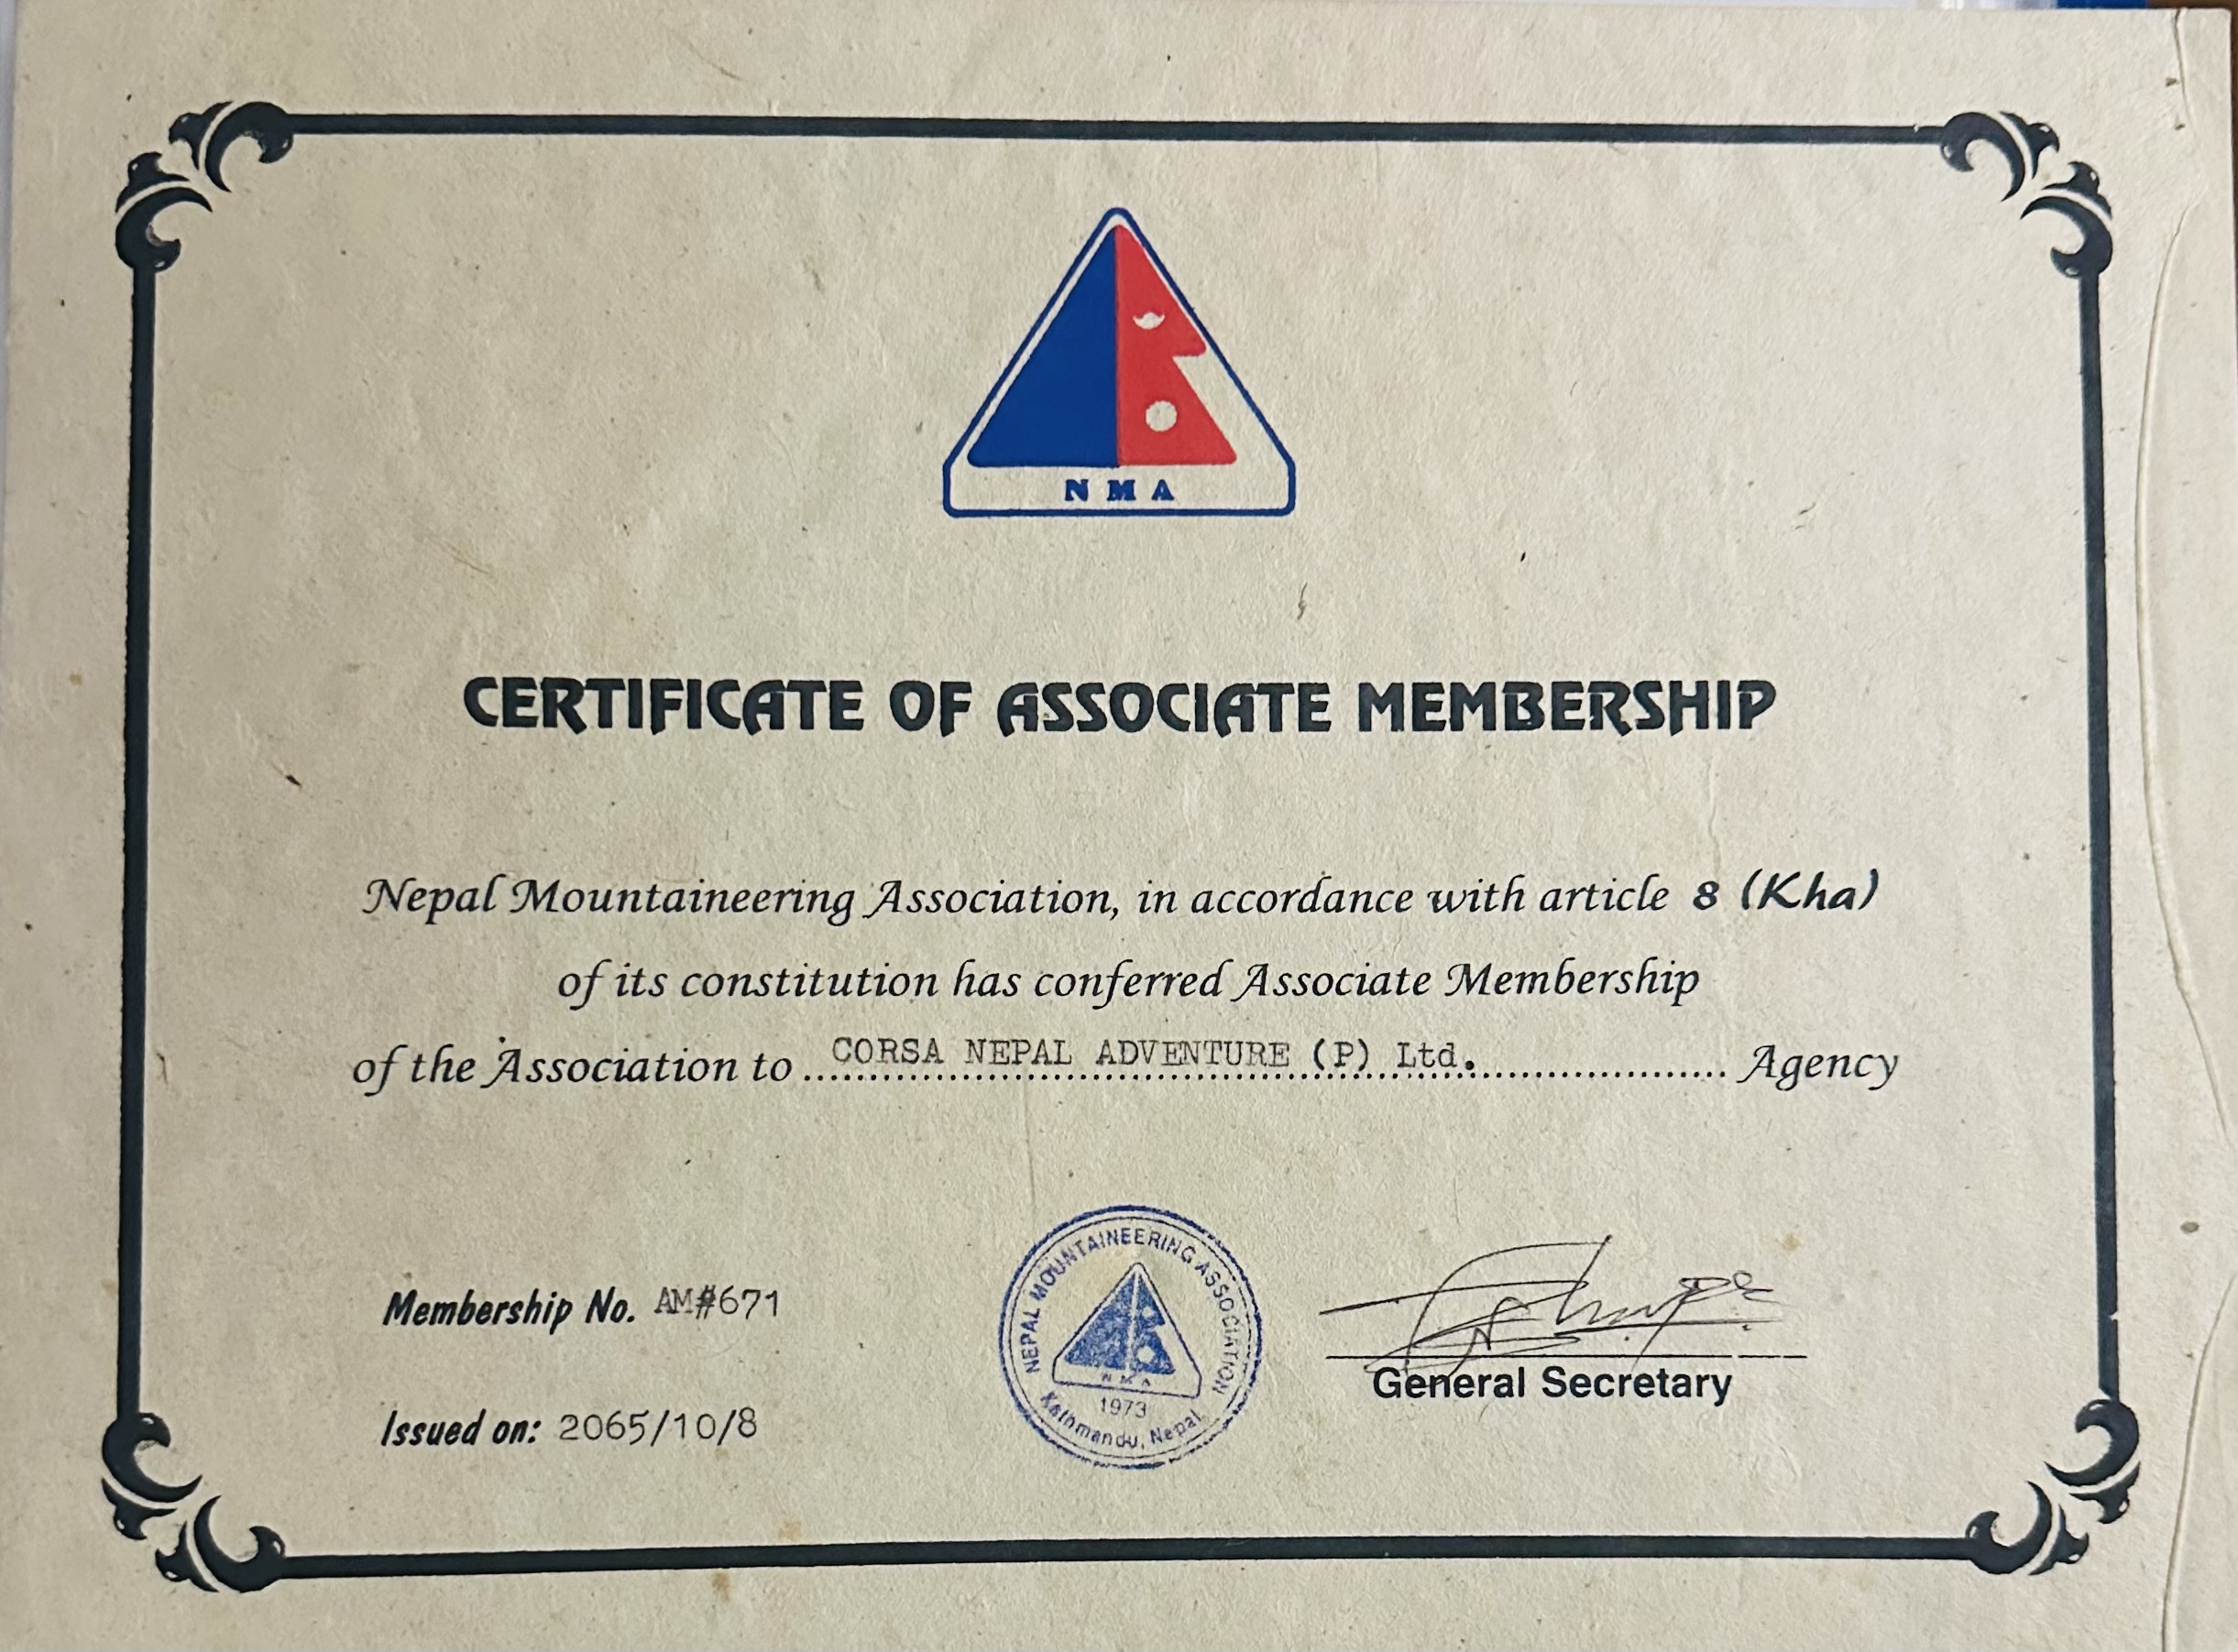 NMA
CERTIFICATE OF ASSOCIATE MEMBERSHIP
Nepal Mountaineering Association, in accordance with article 8 (Kha)
of its constitution has conferred Associate Membership
of the Association to CORSA NEPAL ADVENTURE (P) Ltd. Agency
NEPAL MOUNTAINEERING ASSOCIATION
NMA
1973
Kathmandu, Nepal
Membership No. AM#671
General Secretary
Issued on: 2065/10/8